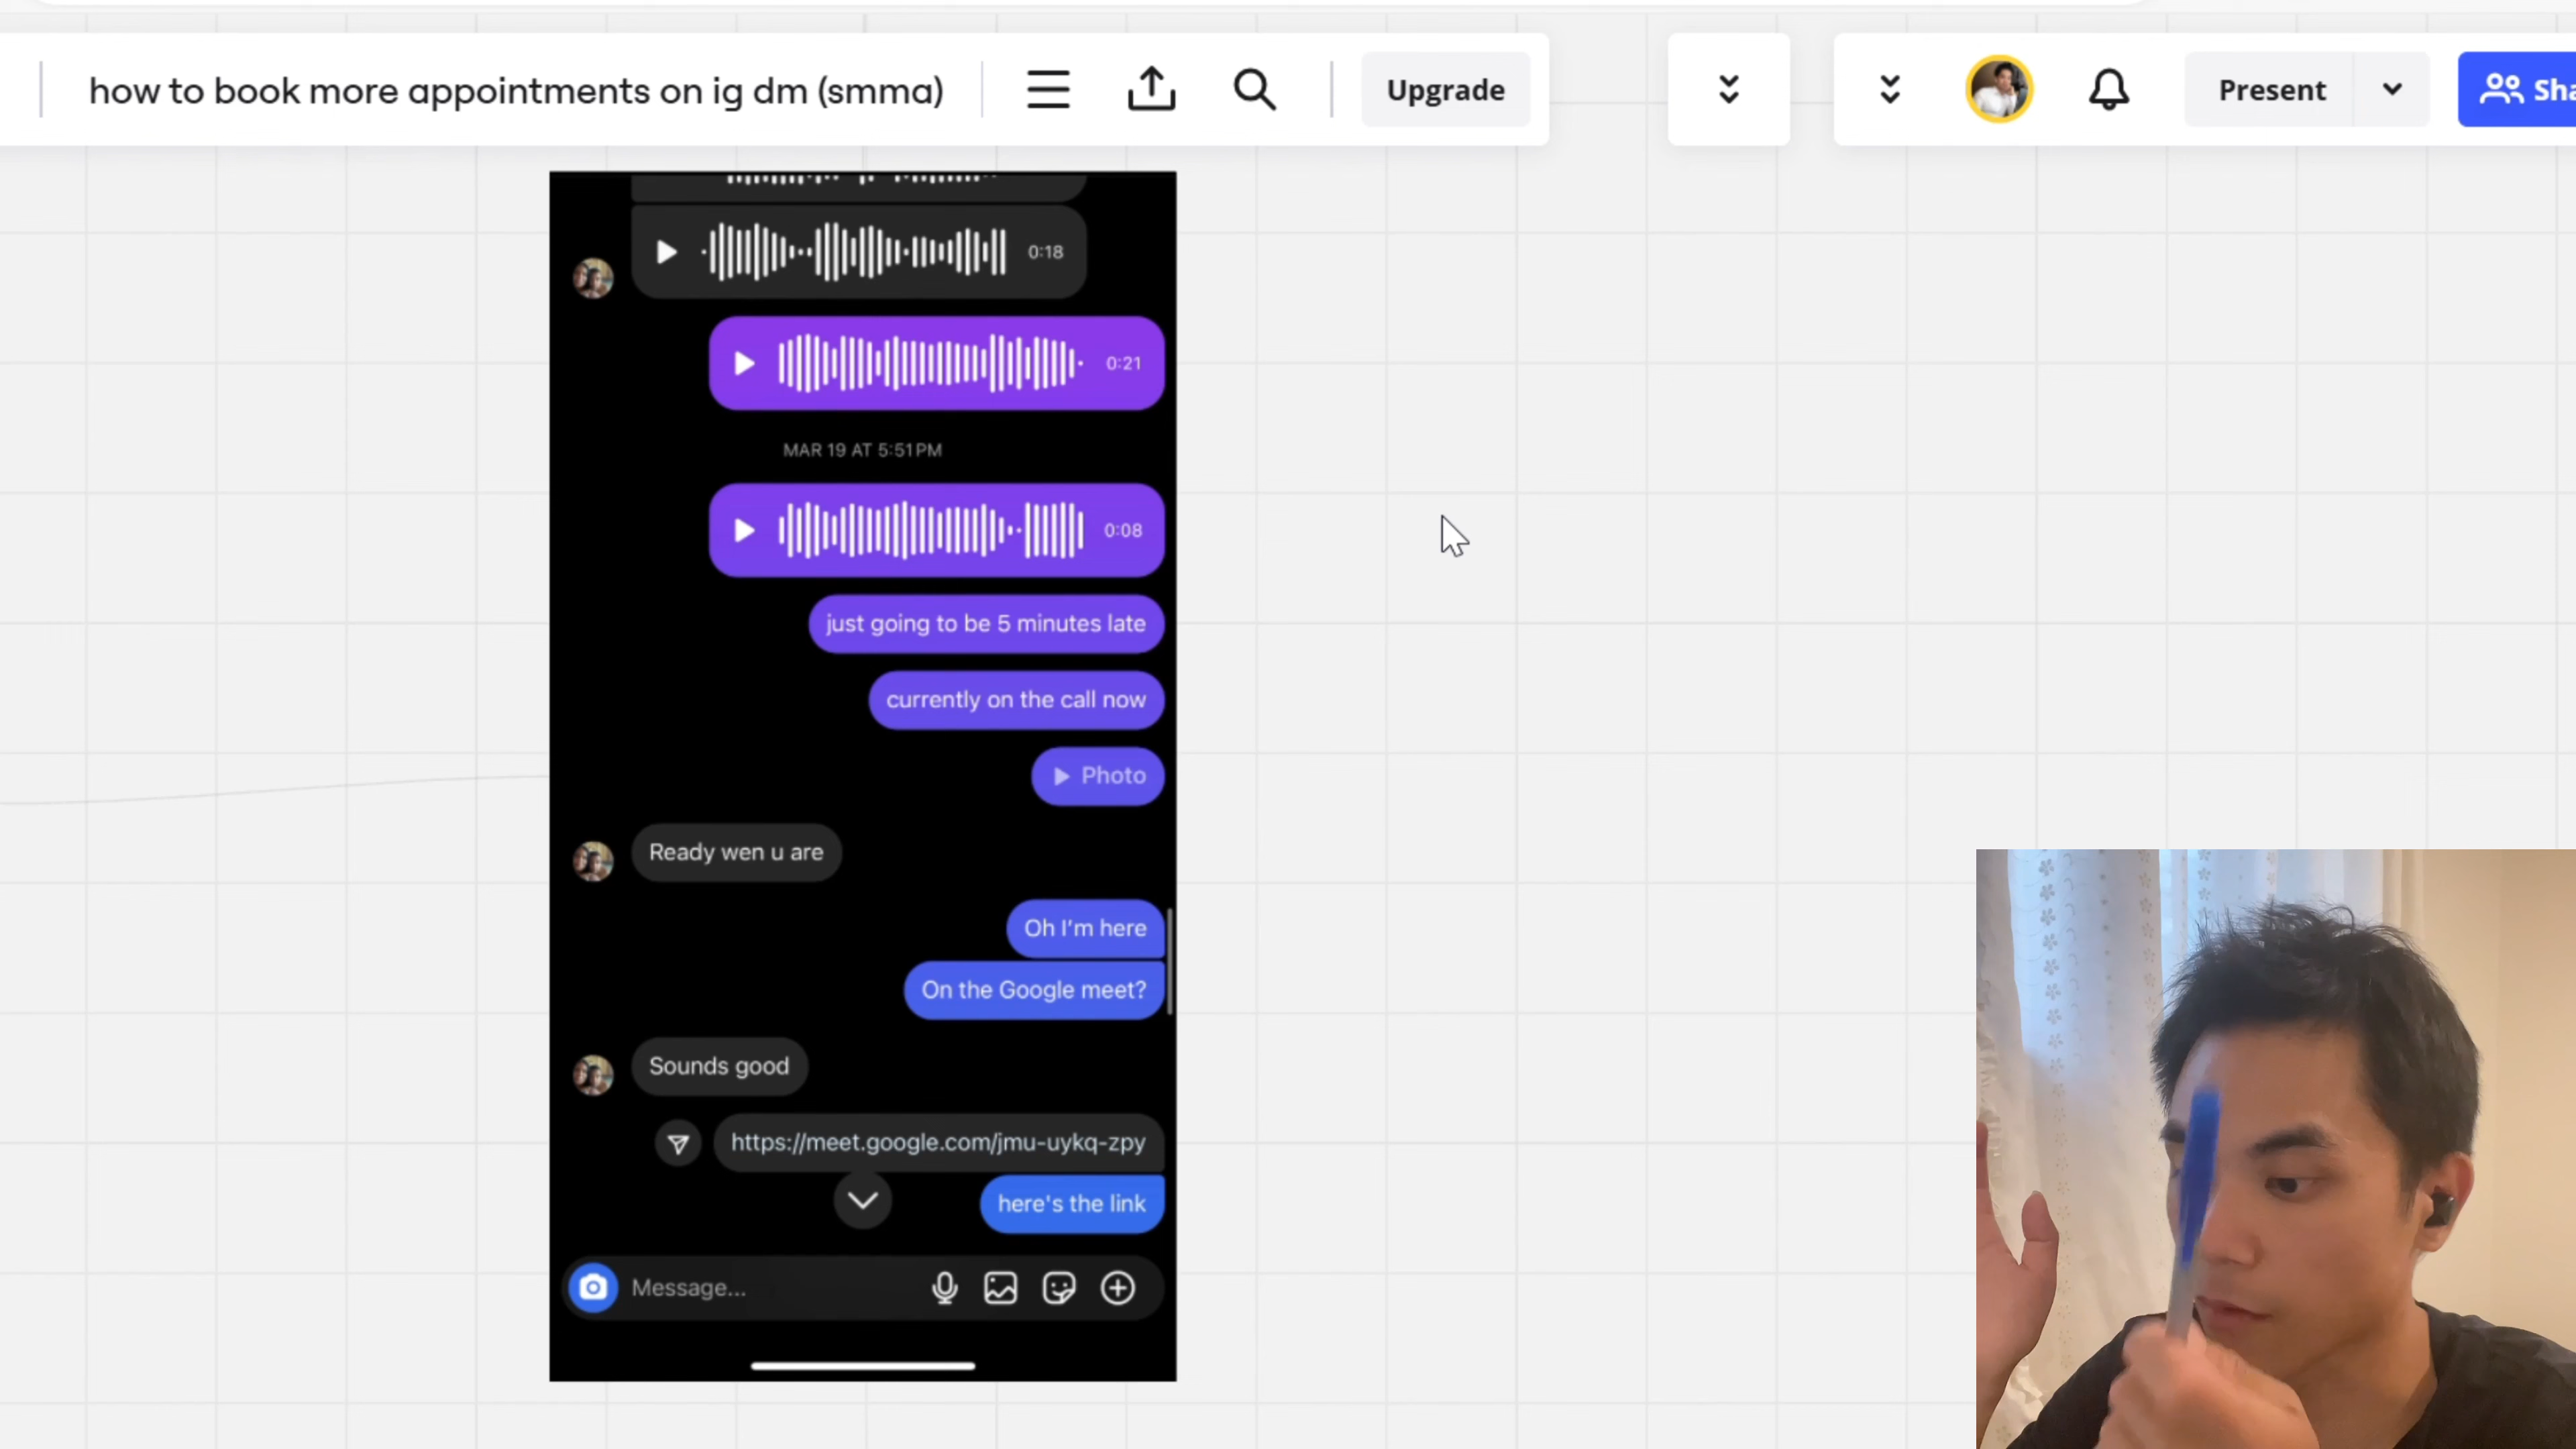 how to book more appointments on ig dm (smma)
Upgrade
Present
Sha
0:18
0:21
MAR 19 AT 5:51 PM
0:08
just going to be 5 minutes late
currently on the call now
Photo
Ready wen u are
Oh I'm here
On the Google meet?
Sounds good
https://meet.google.com/jmu-uykq-zpy
here's the link
Message...